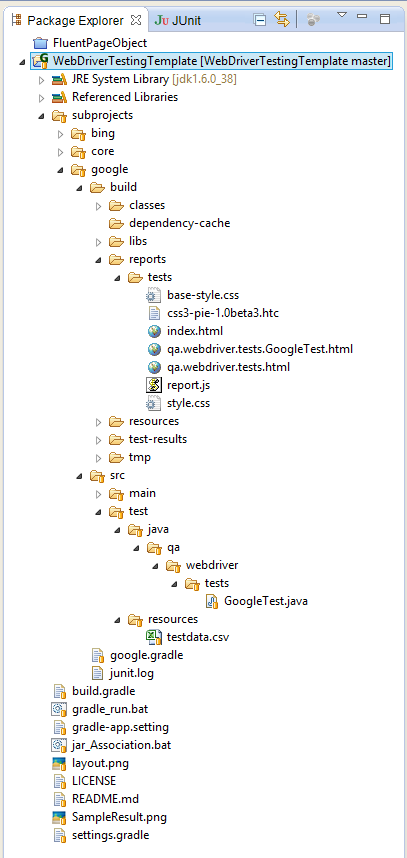 Package Explorer JUnit
FluentPageObject
WebDriverTestingTemplate [WebDriverTestingTemplate master]
JRE System Library [jdk1.6.0_38]
Referenced Libraries
subprojects
bing
core
google
build
classes
dependency-cache
libs
reports
tests
base-style.css
css3-pie-1.0beta3.htc
index.html
qa.webdriver.tests.GoogleTest.html
qa.webdriver.tests.html
report.js
style.css
resources
test-results
tmp
src
main
test
java
qa
webdriver
tests
GoogleTest.java
resources
testdata.csv
google.gradle
junit.log
build.gradle
gradle_run.bat
gradle-app.setting
jar_Association.bat
layout.png
LICENSE
README.md
SampleResult.png
settings.gradle